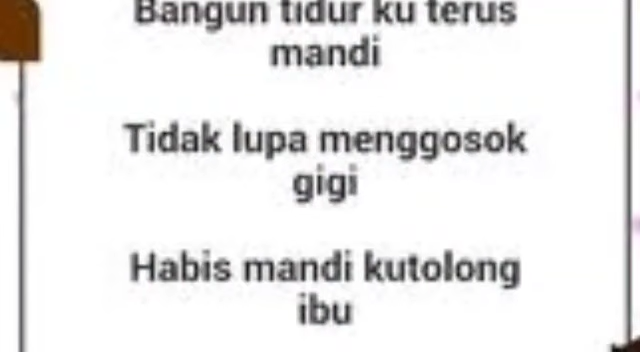 Bangun tidur ku terus
mandi
Tidak lupa menggosok
gigi
Habis mandi kutolong
ibu